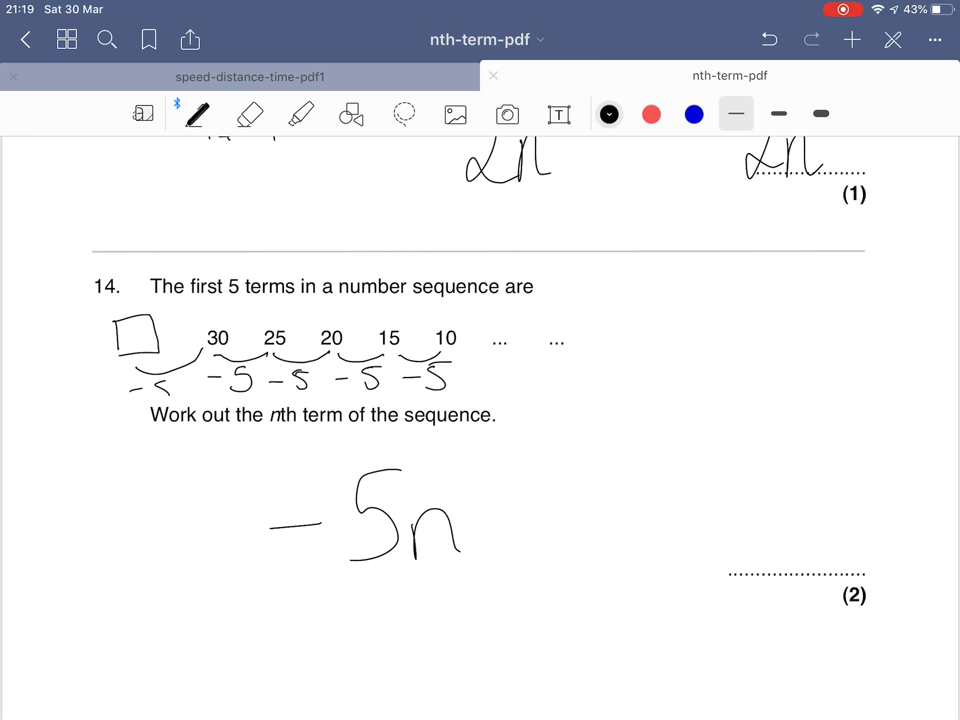 21:19 Sat 30 Mar 43%
nth-term-pdf
speed-distance-time-pdf1 nth-term-pdf
T
2n 2n
(1)
14. The first 5 terms in a number sequence are
30 25 20 15 10 ... ...
-5 -5 -5 -5 -5
Work out the nth term of the sequence.
-5n
(2)